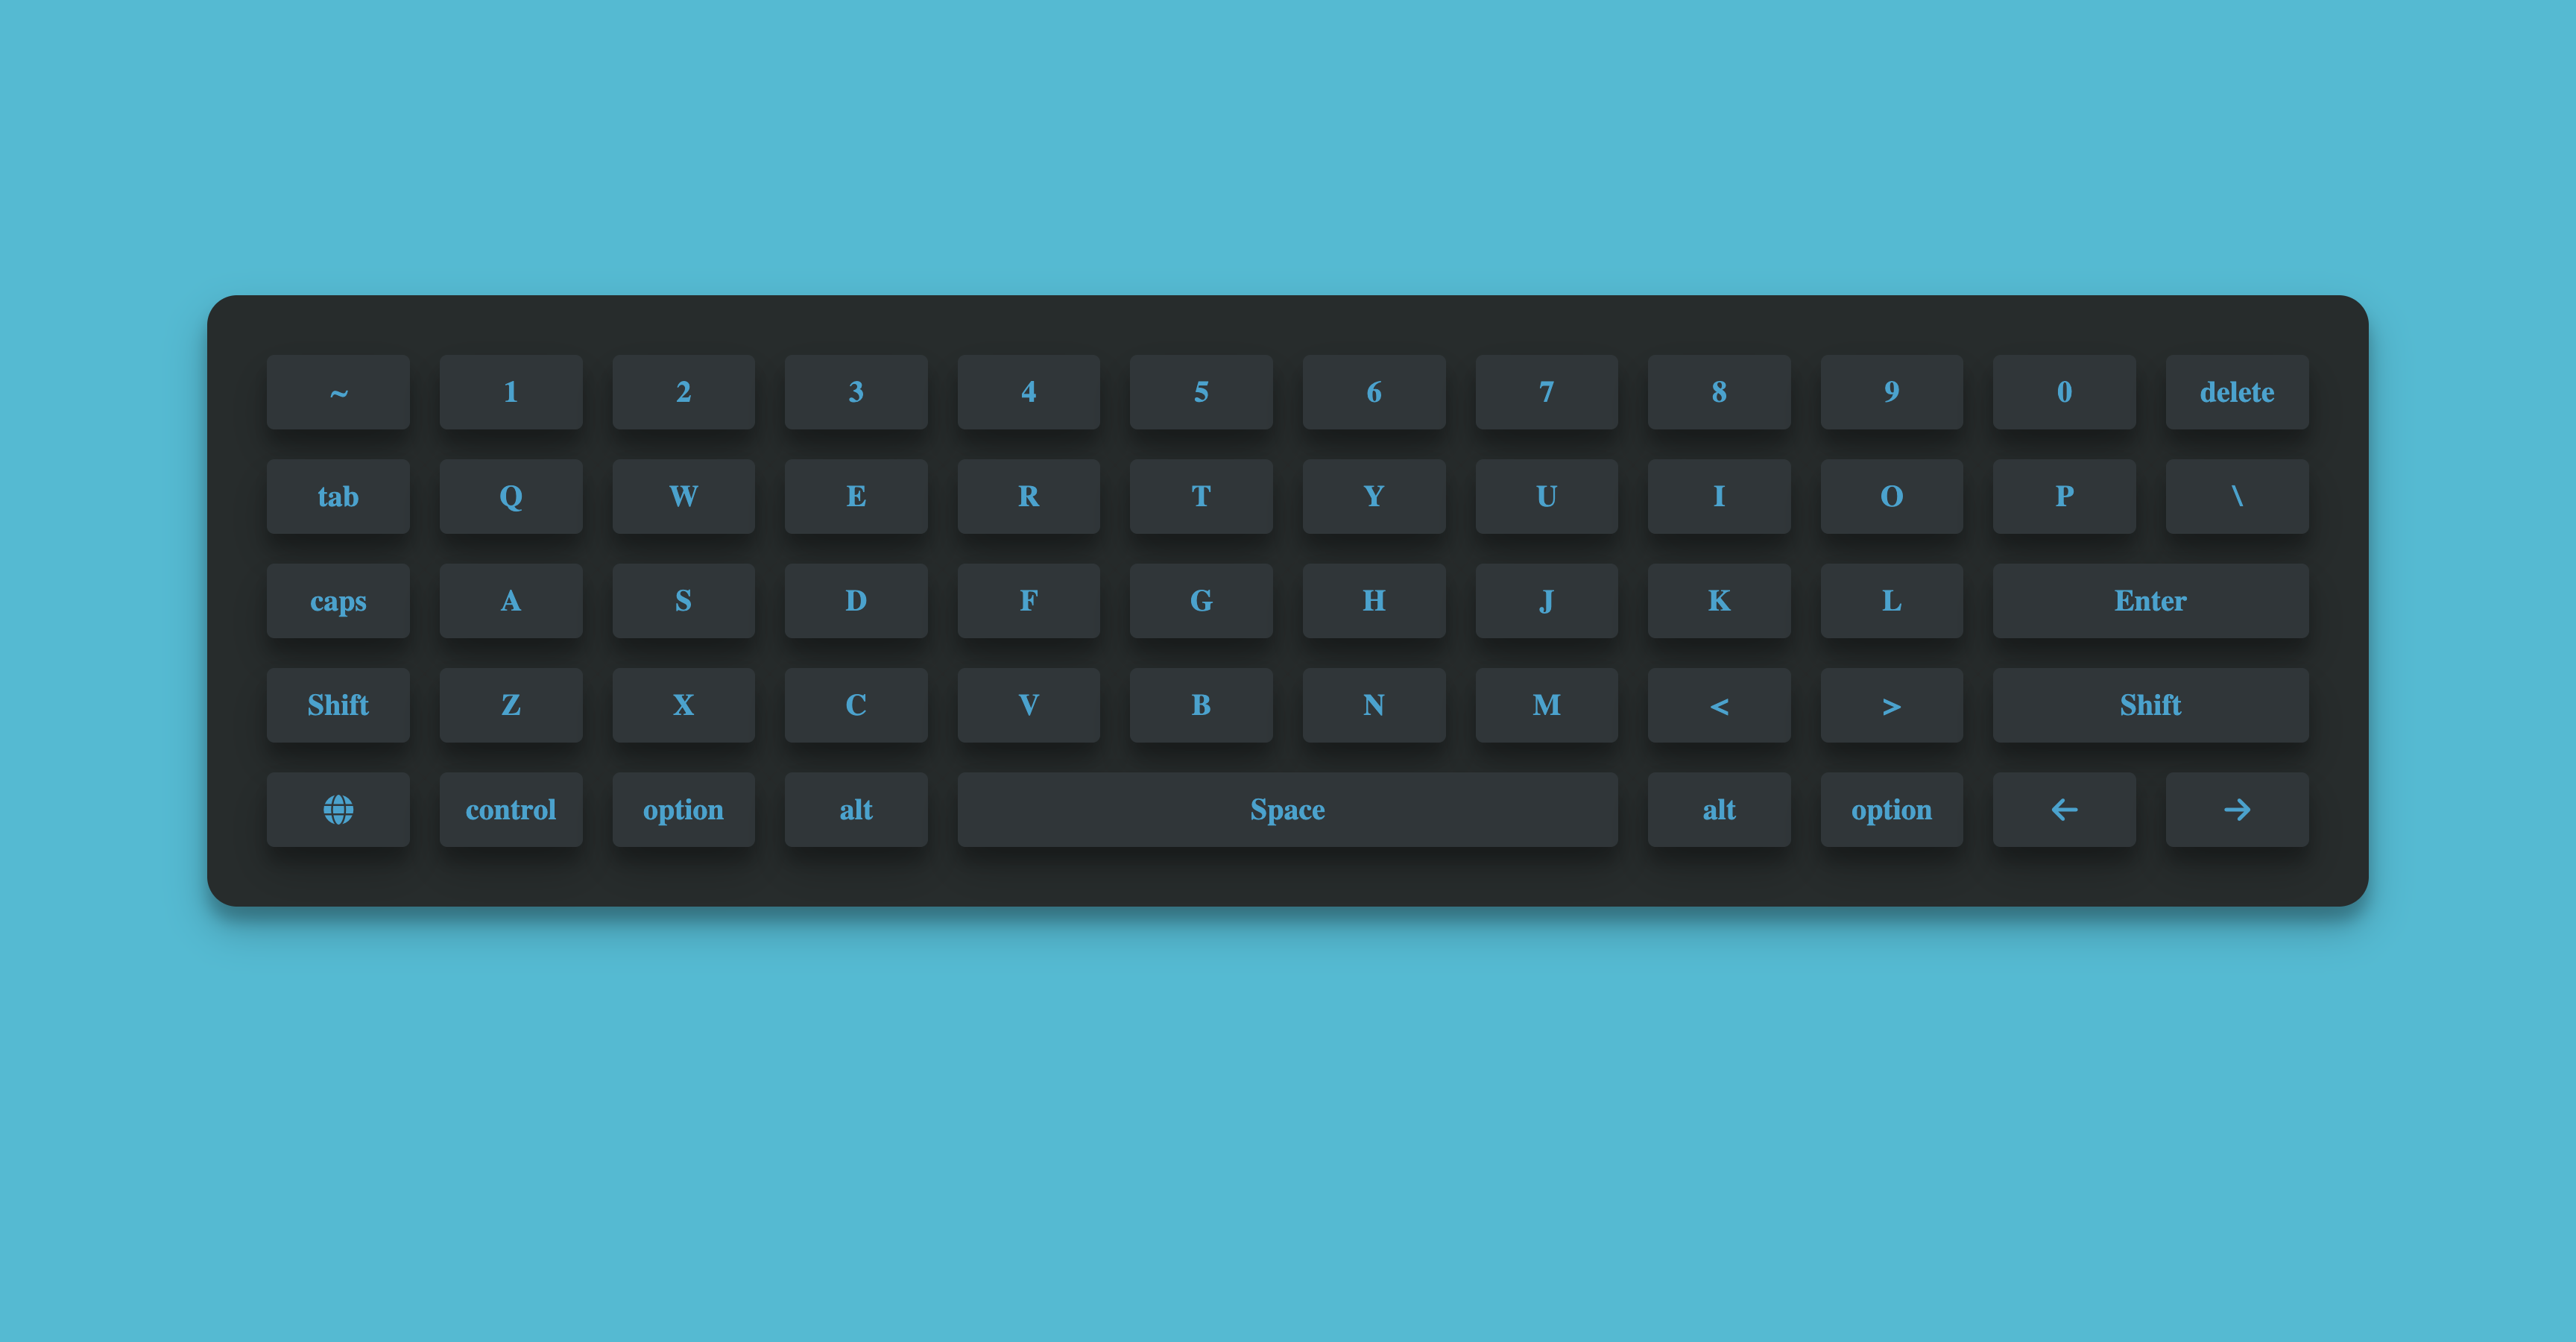 ~ 1 2 3 4 5 6 7 8 9 0 delete
tab Q W E R T Y U I O P \
caps A S D F G H J K L Enter
Shift Z X C V B N M < > Shift
control option alt Space alt option ← →